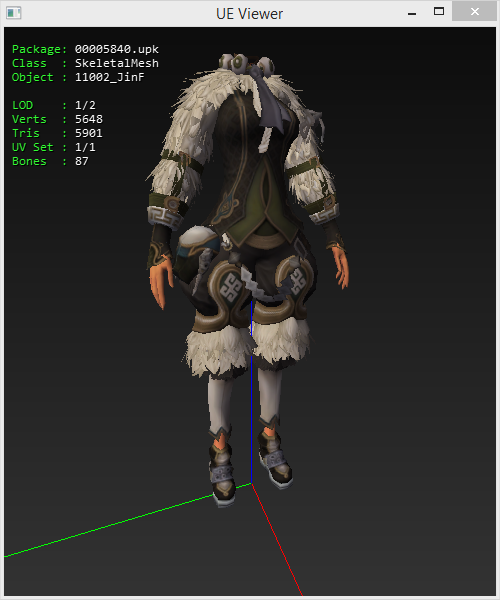 UE Viewer
Package: 00005840.upk
Class : SkeletalMesh
Object : 11002_JinF
LOD : 1/2
Verts : 5648
Tris : 5901
UV Set : 1/1
Bones : 87